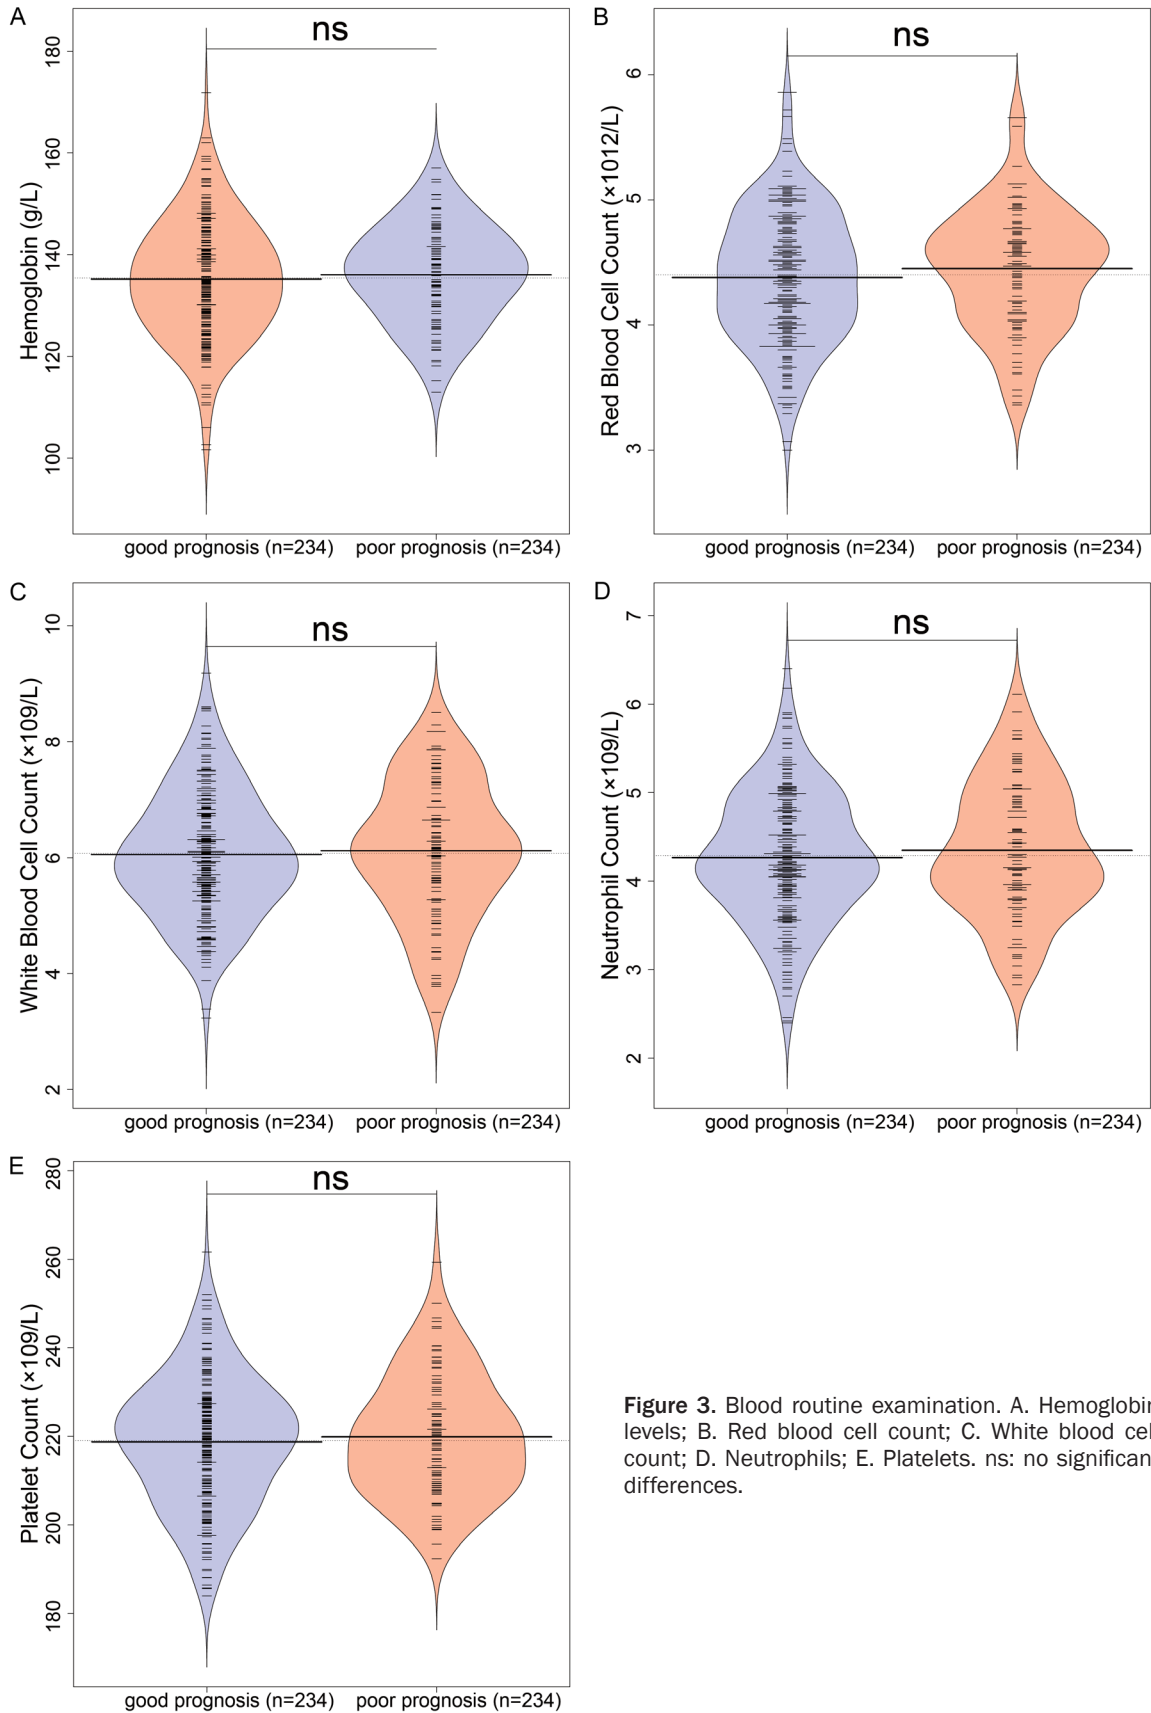 A
ns
Hemoglobin (g/L)
180
160
140
120
100
good prognosis (n=234)
poor prognosis (n=234)
B
ns
Red Blood Cell Count (×1012/L)
6
5
4
3
good prognosis (n=234)
poor prognosis (n=234)
C
ns
White Blood Cell Count (×109/L)
10
8
6
4
2
good prognosis (n=234)
poor prognosis (n=234)
D
ns
Neutrophil Count (×109/L)
7
6
5
4
3
2
good prognosis (n=234)
poor prognosis (n=234)
E
ns
Platelet Count (×109/L)
280
260
240
220
200
180
good prognosis (n=234)
poor prognosis (n=234)
Figure 3. Blood routine examination. A. Hemoglobin
levels; B. Red blood cell count; C. White blood cel
count; D. Neutrophils; E. Platelets. ns: no significan
differences.